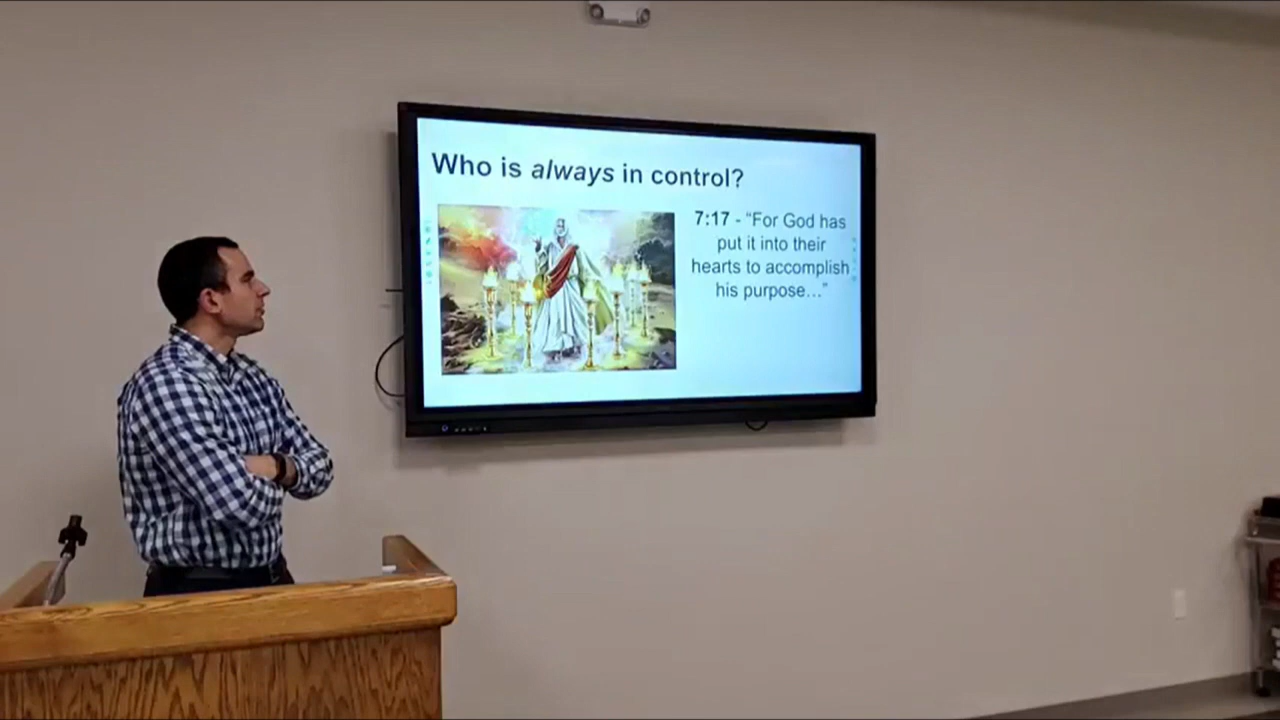 Who is always in control?
7:17 - “For God has
put it into their
hearts to accomplish
his purpose…”